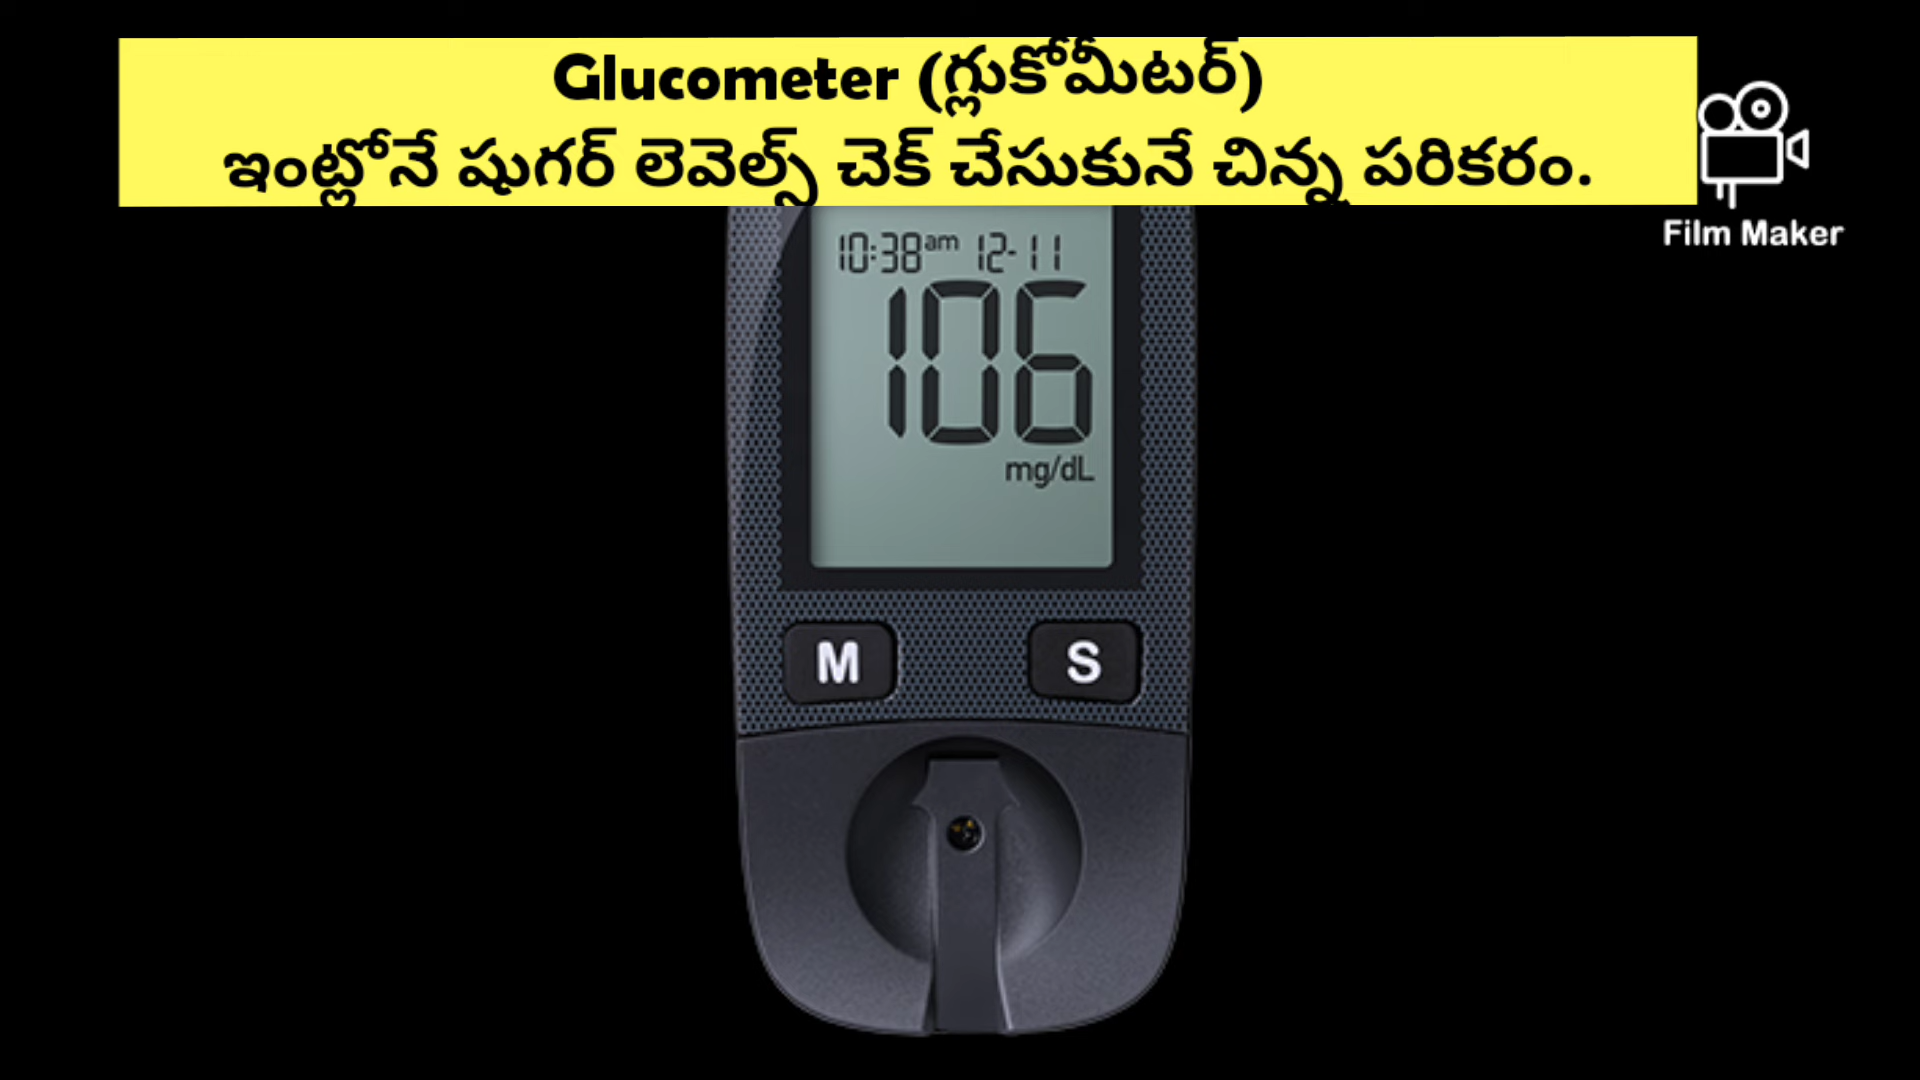 Glucometer (గ్లుకోమీటర్)
ఇంట్లోనే షుగర్ లెవెల్స్ చెక్ చేసుకునే చిన్న పరికరం.
Film Maker
10:38 am 12-11
106
mg/dL
M S